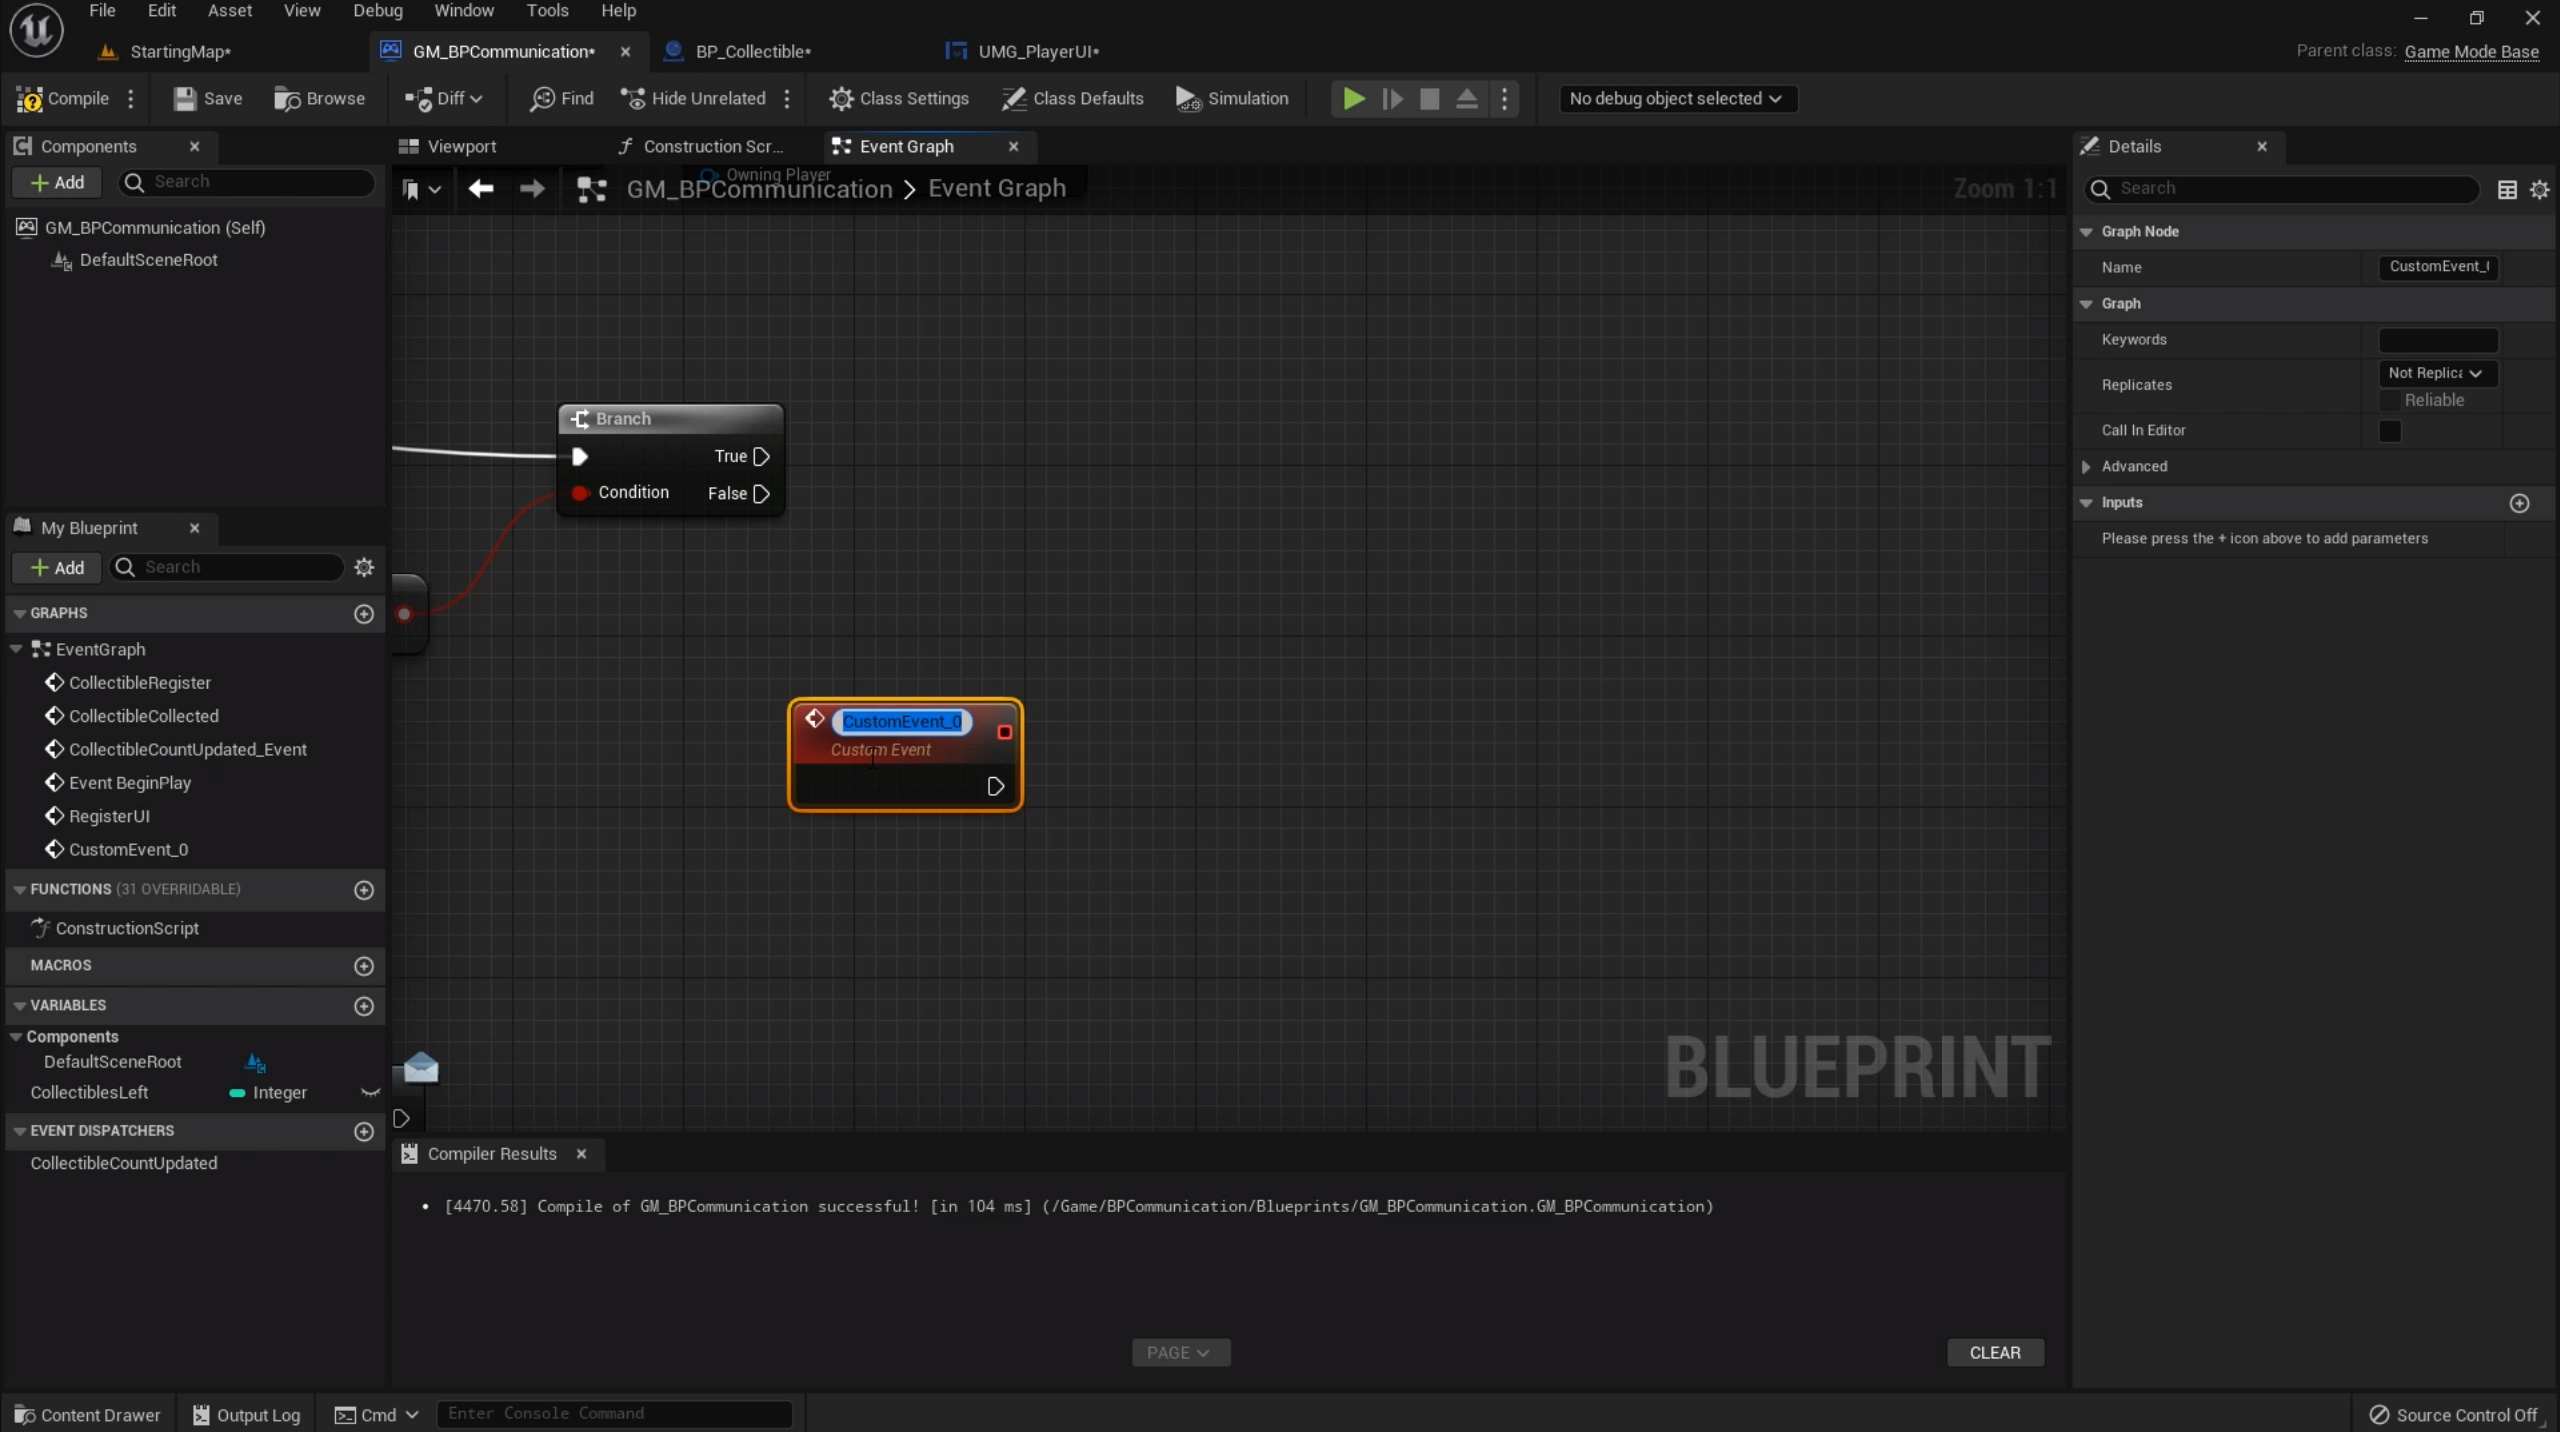 File Edit Asset View Debug Window Tools Help
StartingMap* GM_BPCommunication* BP_Collectible* UMG_PlayerUI* Parent class: Game Mode Base
Compile Save Browse Diff Find Hide Unrelated Class Settings Class Defaults Simulation No debug object selected
Components Viewport Construction Scr... Event Graph Details
Add Search Owning Player GM_BPCommunication > Event Graph Zoom 1:1 Search
GM_BPCommunication (Self) Graph Node
DefaultSceneRoot Name CustomEvent_(
Graph
Keywords
Replicates Not Replica
Reliable
Call In Editor
Advanced
Inputs
Please press the + icon above to add parameters
Branch
True
Condition False
CustomEvent_0
Custom Event
My Blueprint
Add Search
GRAPHS
EventGraph
CollectibleRegister
CollectibleCollected
CollectibleCountUpdated_Event
Event BeginPlay
RegisterUI
CustomEvent_0
FUNCTIONS (31 OVERRIDABLE)
ConstructionScript
MACROS
VARIABLES
Components
DefaultSceneRoot
CollectiblesLeft Integer
EVENT DISPATCHERS
CollectibleCountUpdated
BLUEPRINT
Compiler Results
• [4470.58] Compile of GM_BPCommunication successful! [in 104 ms] (/Game/BPCommunication/Blueprints/GM_BPCommunication.GM_BPCommunication)
PAGE CLEAR
Content Drawer Output Log Cmd Enter Console Command Source Control Off